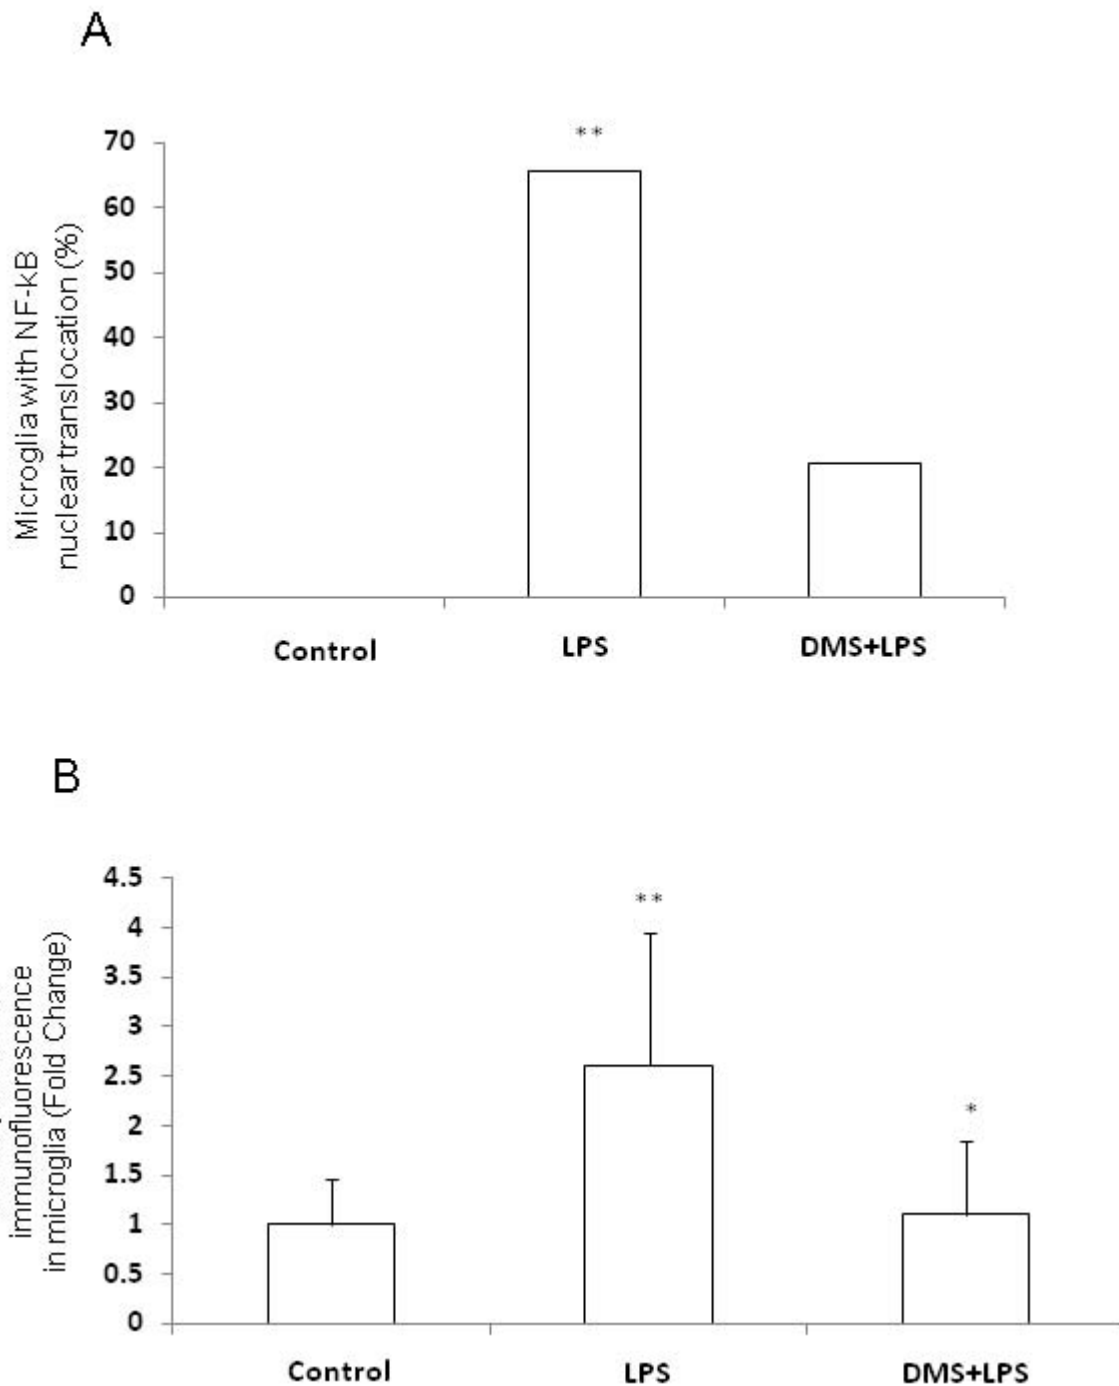 A
**
70
60
50
40
30
20
10
0
Microglia with NF-kB
nuclear translocation (%)
Control LPS DMS+LPS
B
4.5
4
3.5
3
2.5
2
1.5
1
0.5
0
immunofluorescence
in microglia (Fold Change)
**
*
Control LPS DMS+LPS